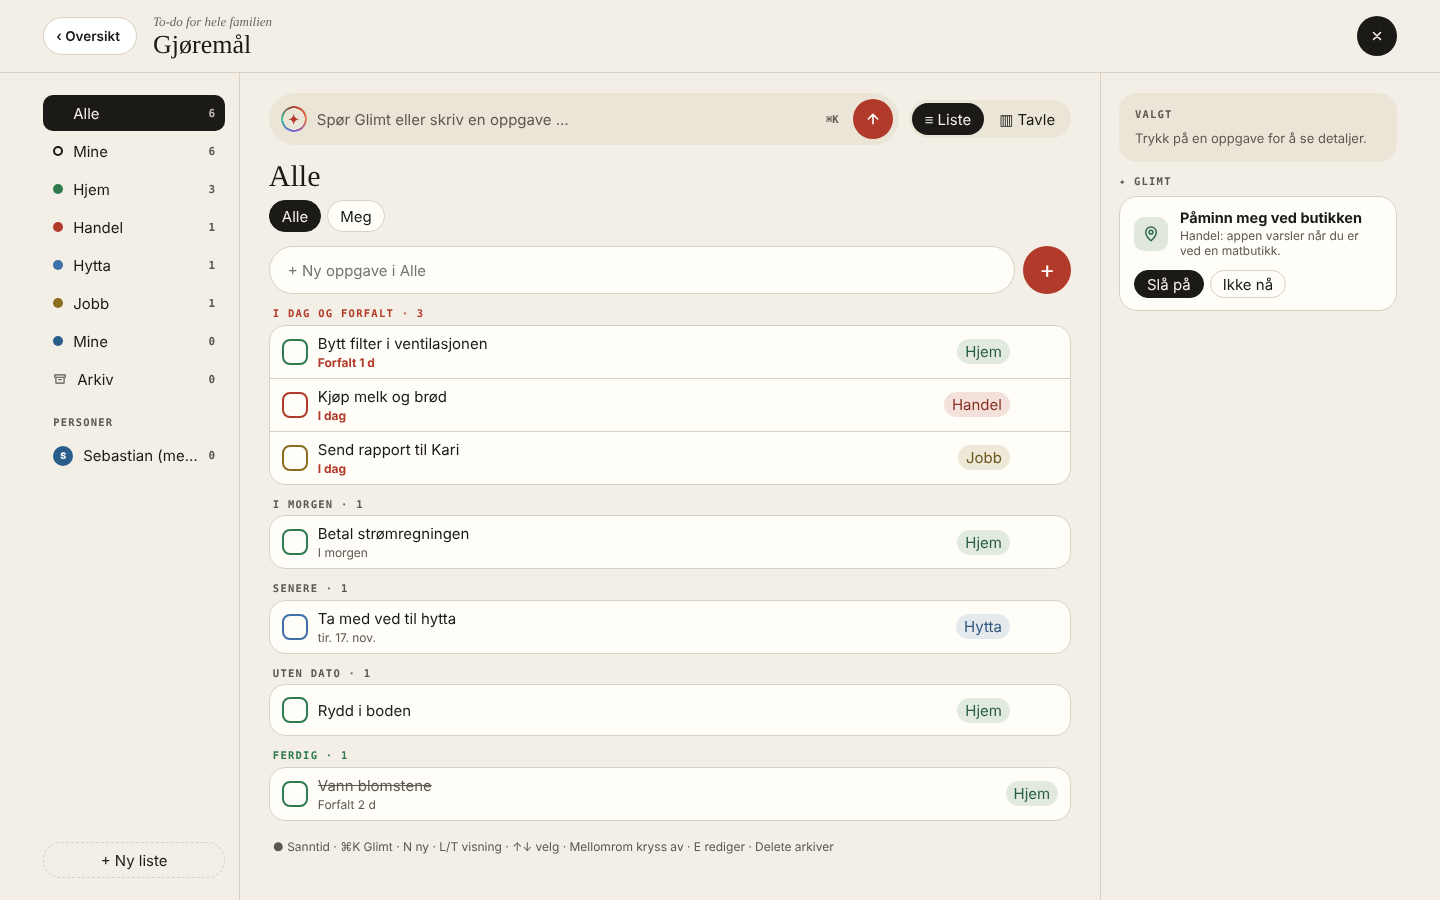 ‹ Oversikt
To-do for hele familien
Gjøremål
×
Alle 6
Mine 6
Hjem 3
Handel 1
Hytta 1
Jobb 1
Mine 0
Arkiv 0
PERSONER
S Sebastian (me... 0
+ Ny liste
Spør Glimt eller skriv en oppgave ... ⌘K
≡ Liste
▥ Tavle
Alle
Alle
Meg
+ Ny oppgave i Alle
+
I DAG OG FORFALT · 3
Bytt filter i ventilasjonen
Forfalt 1 d
Hjem
Kjøp melk og brød
I dag
Handel
Send rapport til Kari
I dag
Jobb
I MORGEN · 1
Betal strømregningen
I morgen
Hjem
SENERE · 1
Ta med ved til hytta
tir. 17. nov.
Hytta
UTEN DATO · 1
Rydd i boden
Hjem
FERDIG · 1
Vann blomstene
Forfalt 2 d
Hjem
● Sanntid · ⌘K Glimt · N ny · L/T visning · ↑↓ velg · Mellomrom kryss av · E rediger · Delete arkiver
VALGT
Trykk på en oppgave for å se detaljer.
✦ GLIMT
Påminn meg ved butikken
Handel: appen varsler når du er
ved en matbutikk.
Slå på
Ikke nå